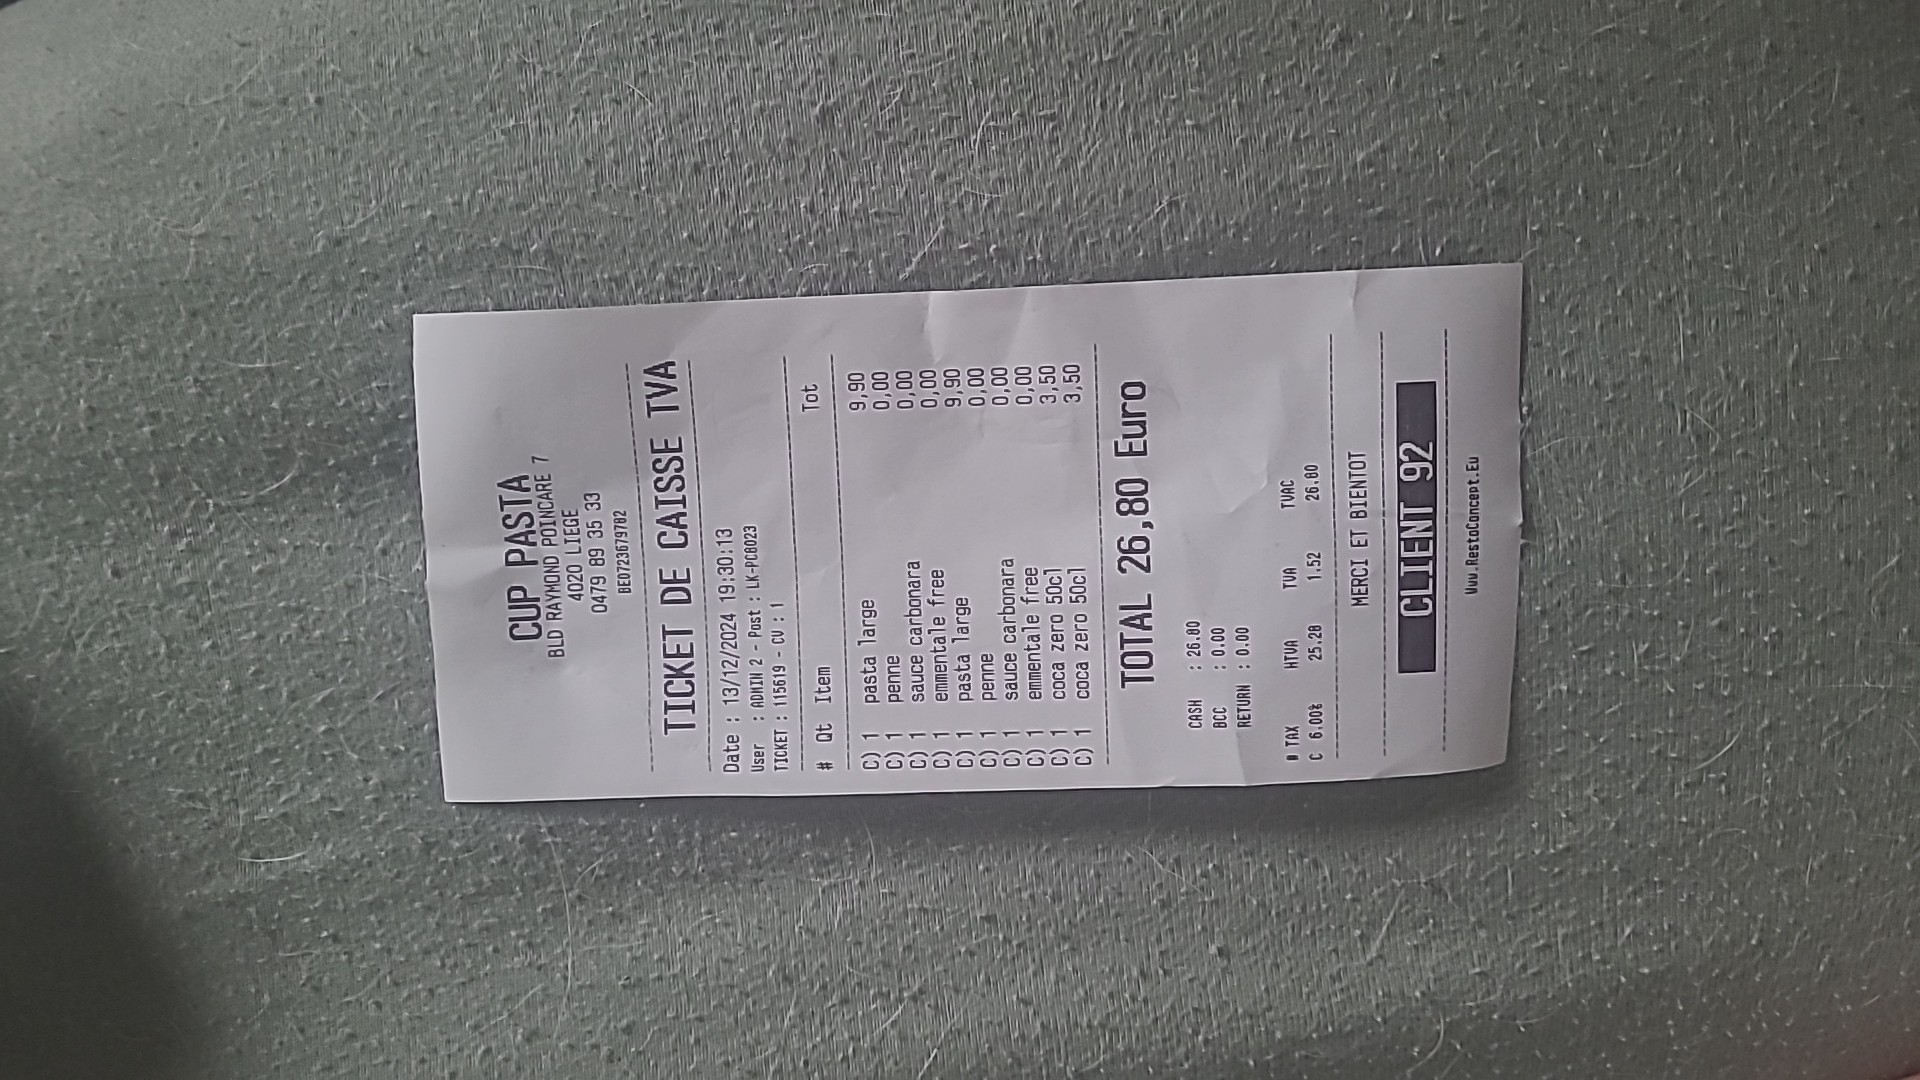 CUP PASTA
BLD RAYMOND POINCARE 7
4020 LIEGE
0479 89 35 33
BE0723679782
TICKET DE CAISSE TVA
Date : 13/12/2024 19:30:13
User : ADMIN 2 - Post : LK-PC8023
TICKET : 115619 - CV : 1
# Qt Item Tot
C) 1 pasta large 9,90
C) 1 penne 0,00
C) 1 sauce carbonara 0,00
C) 1 emmentale free 0,00
C) 1 pasta large 9,90
C) 1 penne 0,00
C) 1 sauce carbonara 0,00
C) 1 emmentale free 0,00
C) 1 coca zero 50cl 3,50
C) 1 coca zero 50cl 3,50
TOTAL 26,80 Euro
CASH : 26.80
BCC : 0.00
RETURN : 0.00
# TAX HTVA TVA TVAC
C 6.00% 25.28 1.52 26.80
MERCI ET BIENTOT
CLIENT 92
Www.RestoConcept.Eu